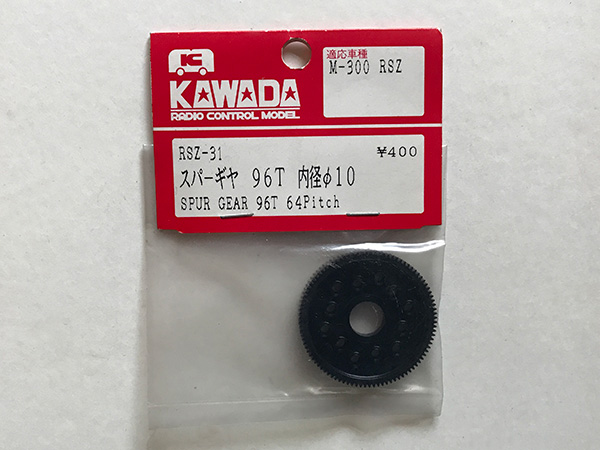 適応車種
M-300 RSZ
K
KAWADA
RADIO CONTROL MODEL
RSZ-31 ¥400
スパーギヤ 96T 内径φ10
SPUR GEAR 96T 64Pitch